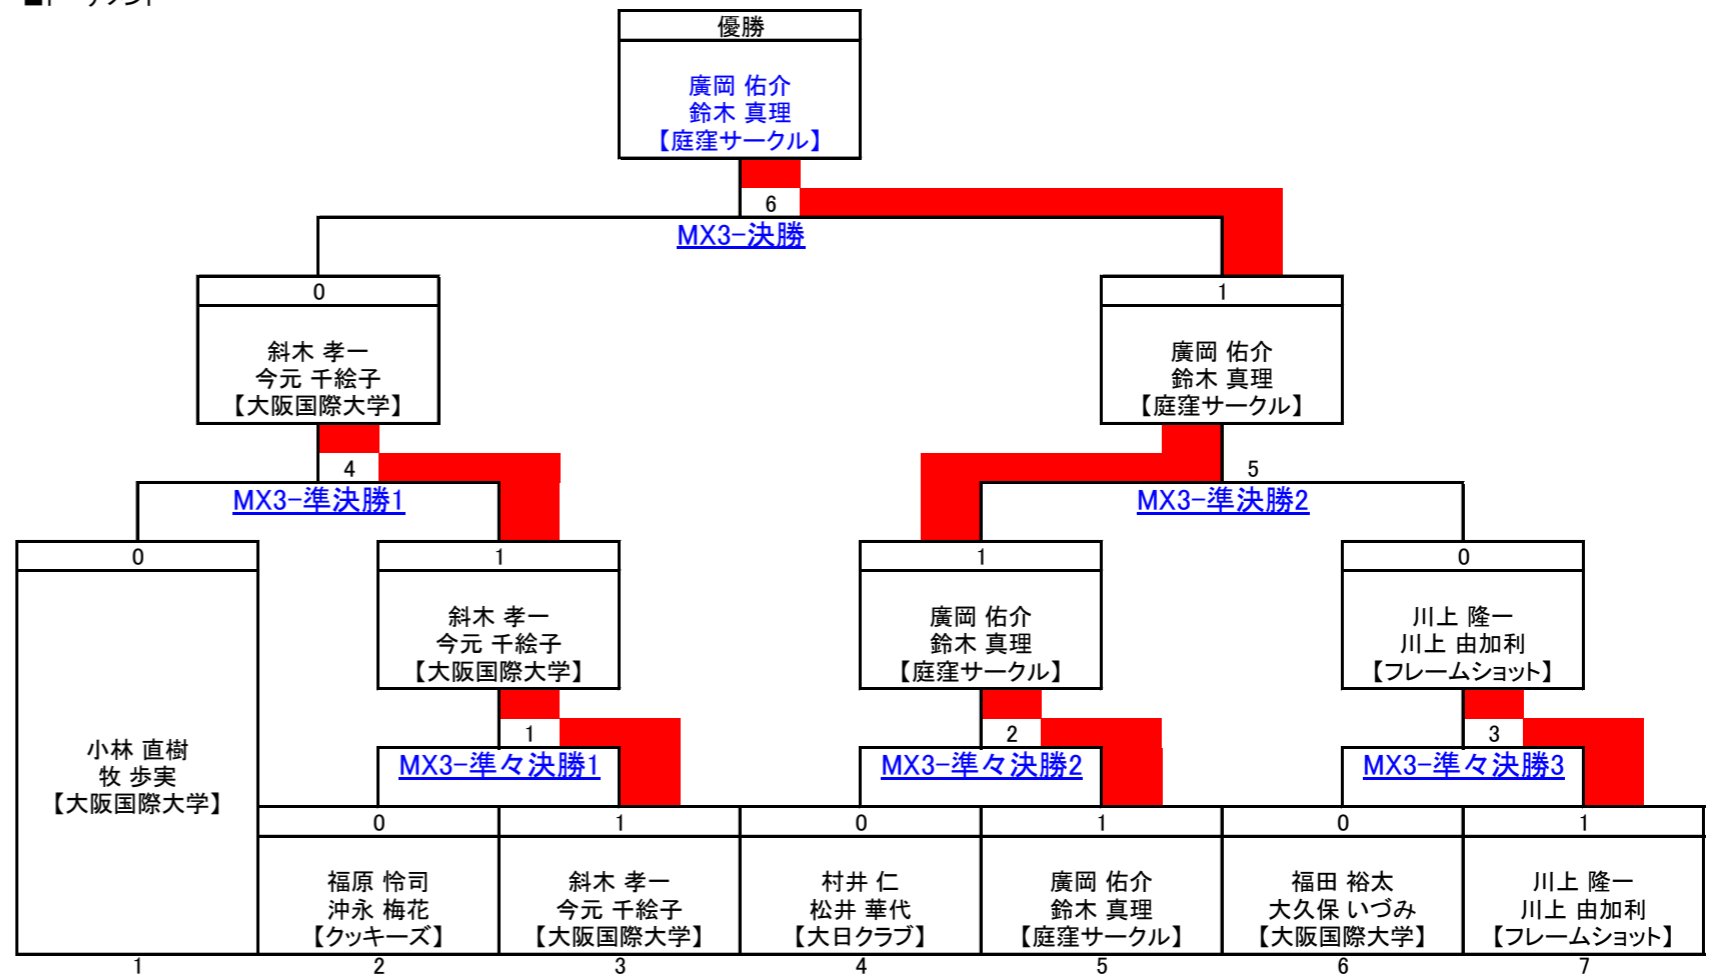 ■トーナメント
優勝
廣岡 佑介
鈴木 真理
【庭窪サークル】
6
MX3-決勝
0
斜木 孝一
今元 千絵子
【大阪国際大学】
1
廣岡 佑介
鈴木 真理
【庭窪サークル】
4
MX3-準決勝1
5
MX3-準決勝2
0
小林 直樹
牧 歩実
【大阪国際大学】
1
斜木 孝一
今元 千絵子
【大阪国際大学】
1
廣岡 佑介
鈴木 真理
【庭窪サークル】
0
川上 隆一
川上 由加利
【フレームショット】
1
MX3-準々決勝1
2
MX3-準々決勝2
3
MX3-準々決勝3
0
福原 怜司
沖永 梅花
【クッキーズ】
1
斜木 孝一
今元 千絵子
【大阪国際大学】
0
村井 仁
松井 華代
【大日クラブ】
1
廣岡 佑介
鈴木 真理
【庭窪サークル】
0
福田 裕太
大久保 いづみ
【大阪国際大学】
1
川上 隆一
川上 由加利
【フレームショット】
1
2
3
4
5
6
7